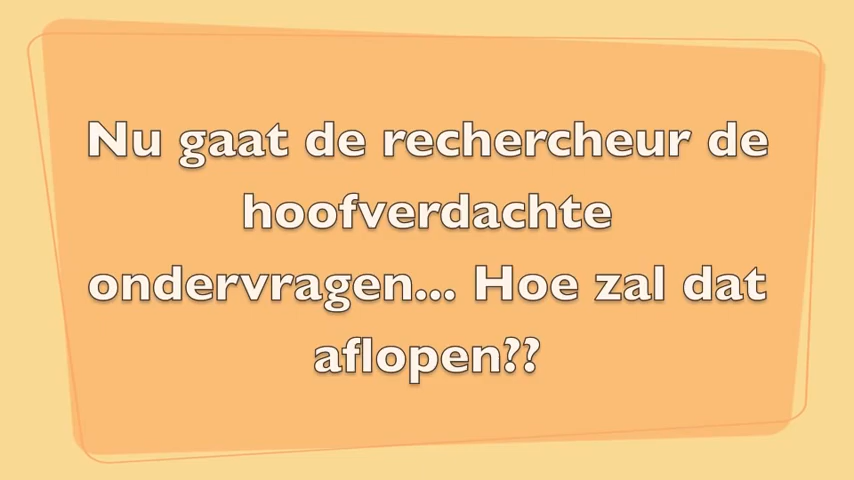 Nu gaat de rechercheur de
hoofverdachte
ondervragen... Hoe zal dat
aflopen??